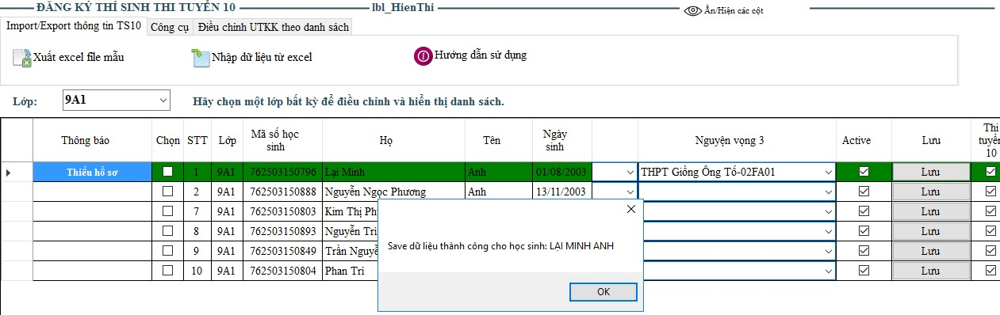 ĐĂNG KÝ THÍ SINH THI TUYỂN 10 lbl_HienThi Ẩn/Hiện các cột
Import/Export thông tin TS10 Công cụ Điều chỉnh UTKK theo danh sách
Xuất excel file mẫu Nhập dữ liệu từ excel Hướng dẫn sử dụng
Lớp: 9A1 Hãy chọn một lớp bất kỳ để điều chỉnh và hiển thị danh sách.
Thông báo Chọn STT Lớp Mã số học sinh Họ Tên Ngày sinh Nguyện vọng 3 Active Lưu Thi tuyển 10
Thiếu hồ sơ 1 9A1 762503150796 Lại Minh Anh 01/08/2003 THPT Giồng Ông Tố-02FA01 Lưu
2 9A1 762503150888 Nguyễn Ngọc Phương Anh 13/11/2003 Lưu
7 9A1 762503150803 Kim Thị Lưu
8 9A1 762503150893 Nguyễn Tri Lưu
9 9A1 762503150849 Trần Lưu
10 9A1 762503150804 Phan Tri Lưu
Save dữ liệu thành công cho học sinh: LẠI MINH ANH
OK